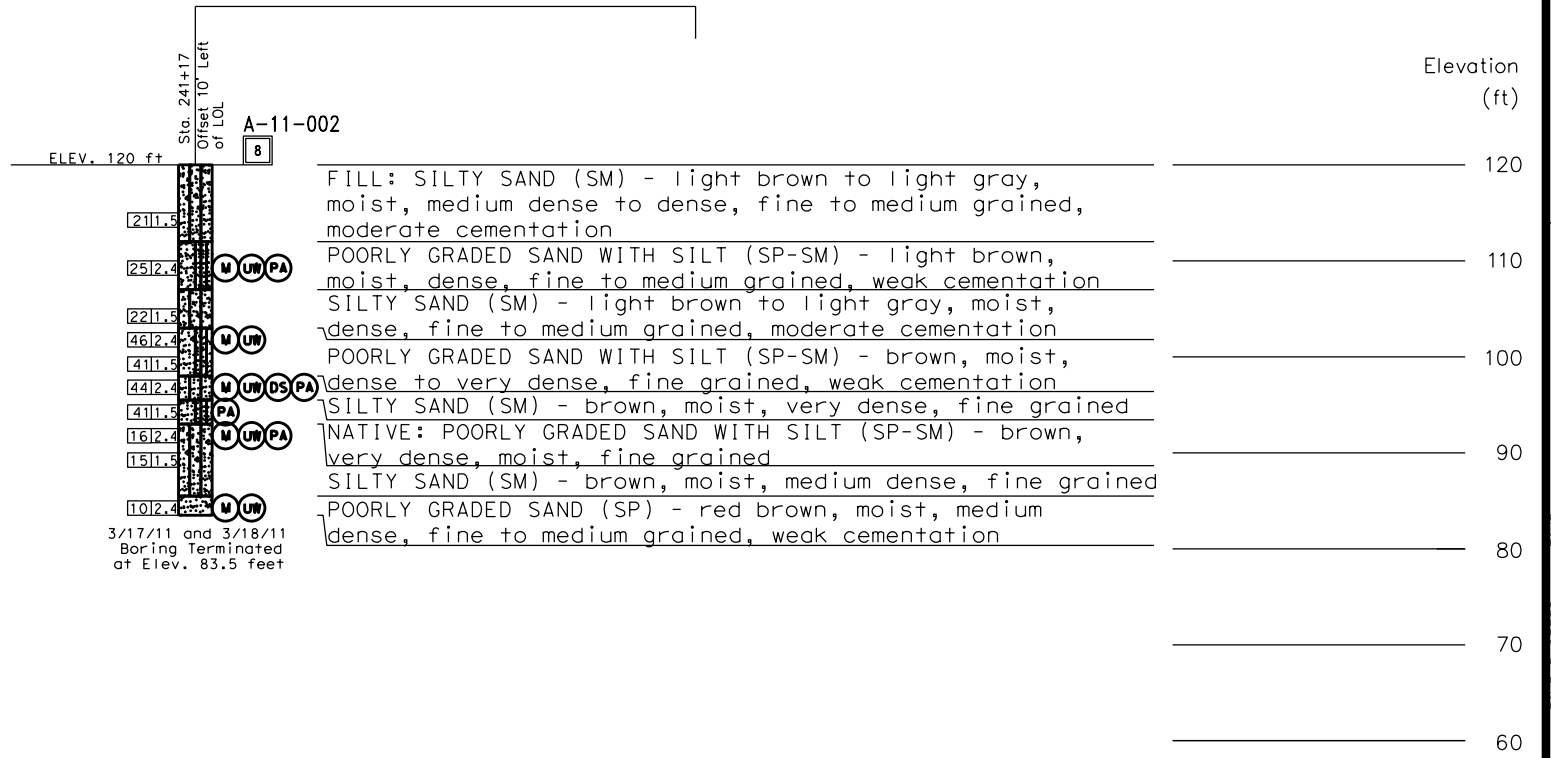 Sta. 241+17
Offset 10' Left
of LOL
A-11-002
8
Elevation
(ft)
ELEV. 120 ft
120
FILL: SILTY SAND (SM) - light brown to light gray,
moist, medium dense to dense, fine to medium grained,
moderate cementation
21 1.5
POORLY GRADED SAND WITH SILT (SP-SM) - light brown,
moist, dense, fine to medium grained, weak cementation
25 2.4 M UW PA
110
SILTY SAND (SM) - light brown to light gray, moist,
dense, fine to medium grained, moderate cementation
22 1.5
46 2.4 M UW
POORLY GRADED SAND WITH SILT (SP-SM) - brown, moist,
dense to very dense, fine grained, weak cementation
41 1.5
100
44 2.4 M UW DS PA
SILTY SAND (SM) - brown, moist, very dense, fine grained
41 1.5 PA
NATIVE: POORLY GRADED SAND WITH SILT (SP-SM) - brown,
very dense, moist, fine grained
16 2.4 M UW PA
15 1.5
90
SILTY SAND (SM) - brown, moist, medium dense, fine grained
POORLY GRADED SAND (SP) - red brown, moist, medium
dense, fine to medium grained, weak cementation
10 2.4 M UW
3/17/11 and 3/18/11
Boring Terminated
at Elev. 83.5 feet
80
70
60